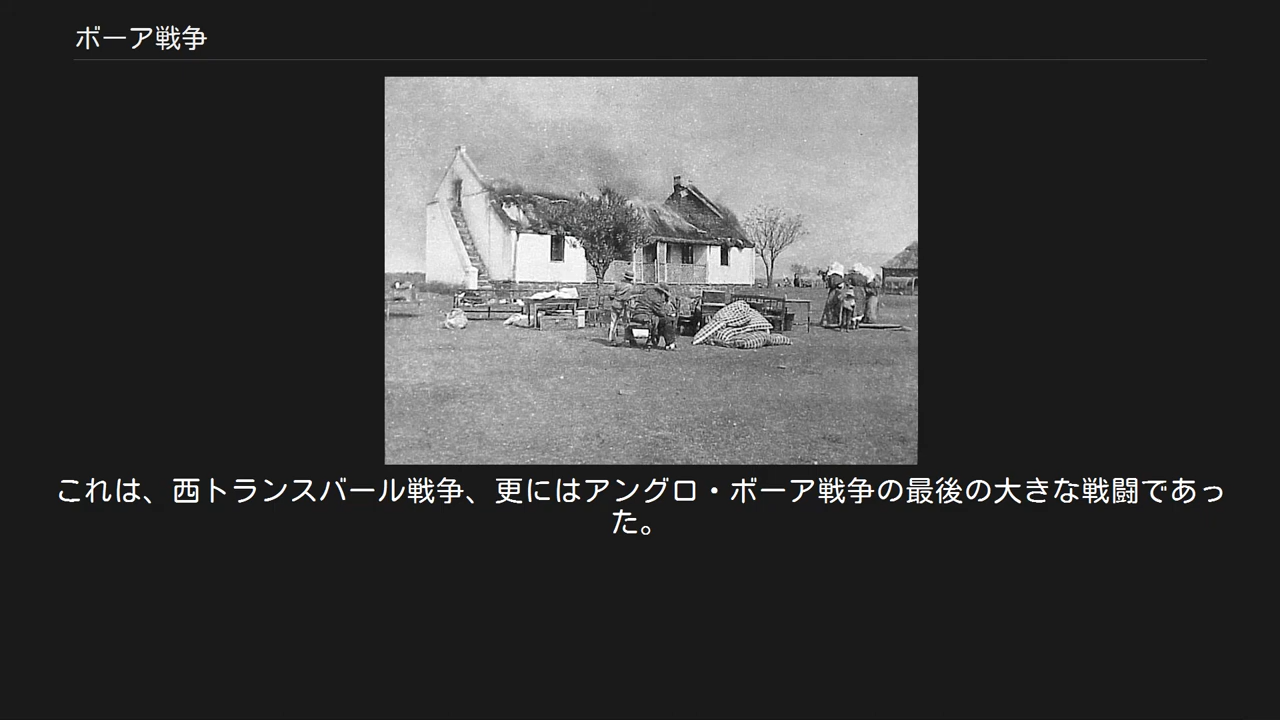 ボーア戦争
これは、西トランスバール戦争、更にはアングロ・ボーア戦争の最後の大きな戦闘であっ
た。